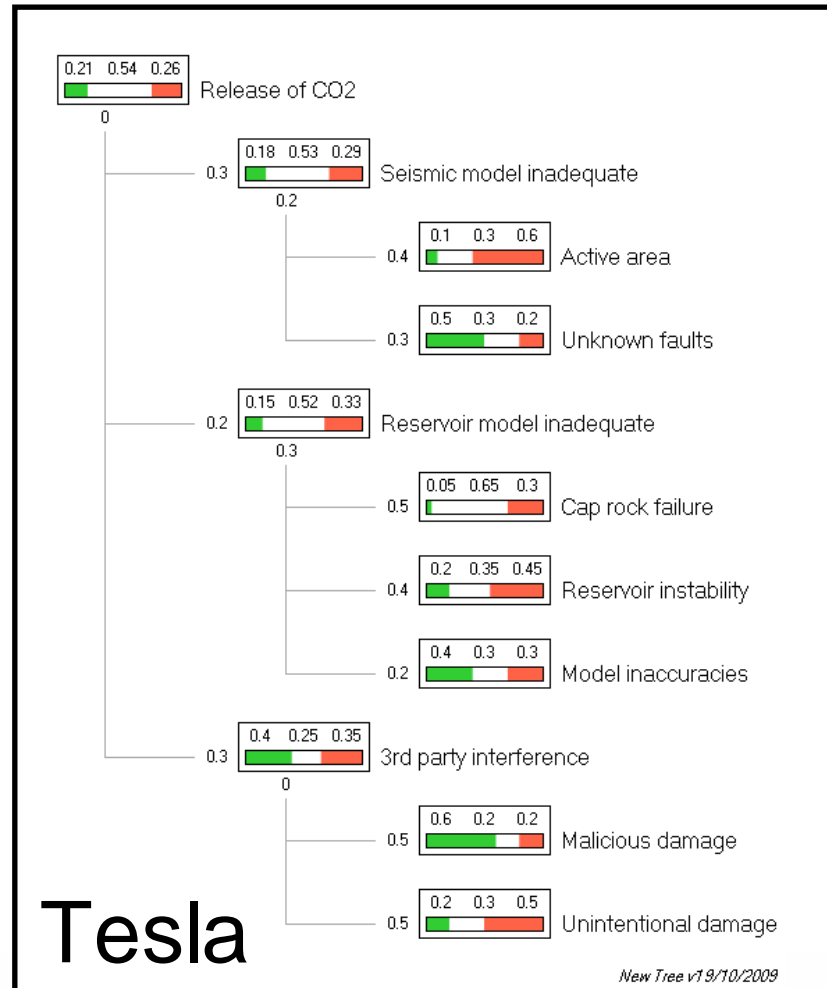 0.21 0.54 0.26
Release of CO2
0
0.3
0.18 0.53 0.29
Seismic model inadequate
0.2
0.4
0.1 0.3 0.6
Active area
0.3
0.5 0.3 0.2
Unknown faults
0.2
0.15 0.52 0.33
Reservoir model inadequate
0.3
0.5
0.05 0.65 0.3
Cap rock failure
0.4
0.2 0.35 0.45
Reservoir instability
0.2
0.4 0.3 0.3
Model inaccuracies
0.3
0.4 0.25 0.35
3rd party interference
0
0.5
0.6 0.2 0.2
Malicious damage
0.5
0.2 0.3 0.5
Unintentional damage
Tesla
New Tree v1 9/10/2009